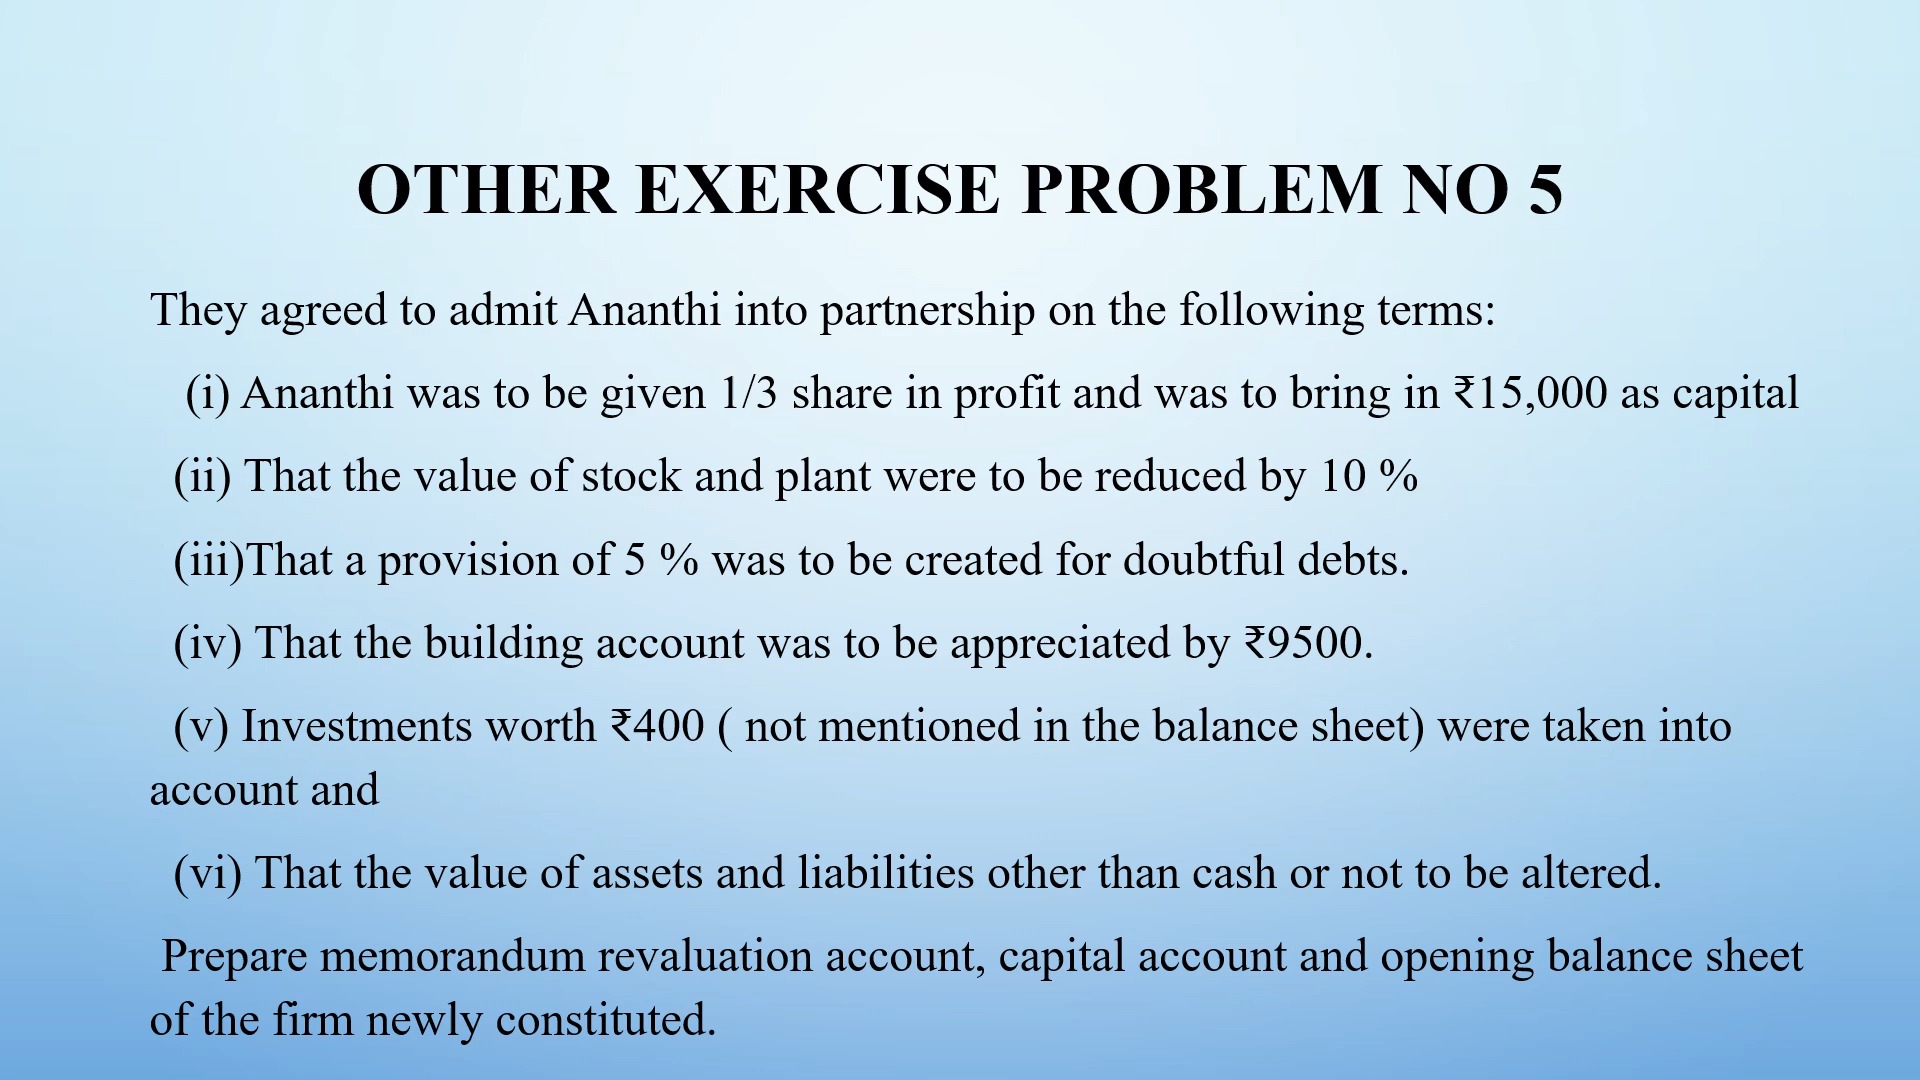 OTHER EXERCISE PROBLEM NO 5
They agreed to admit Ananthi into partnership on the following terms:
(i) Ananthi was to be given 1/3 share in profit and was to bring in ₹15,000 as capital
(ii) That the value of stock and plant were to be reduced by 10 %
(iii)That a provision of 5 % was to be created for doubtful debts.
(iv) That the building account was to be appreciated by ₹9500.
(v) Investments worth ₹400 ( not mentioned in the balance sheet) were taken into
account and
(vi) That the value of assets and liabilities other than cash or not to be altered.
Prepare memorandum revaluation account, capital account and opening balance sheet
of the firm newly constituted.